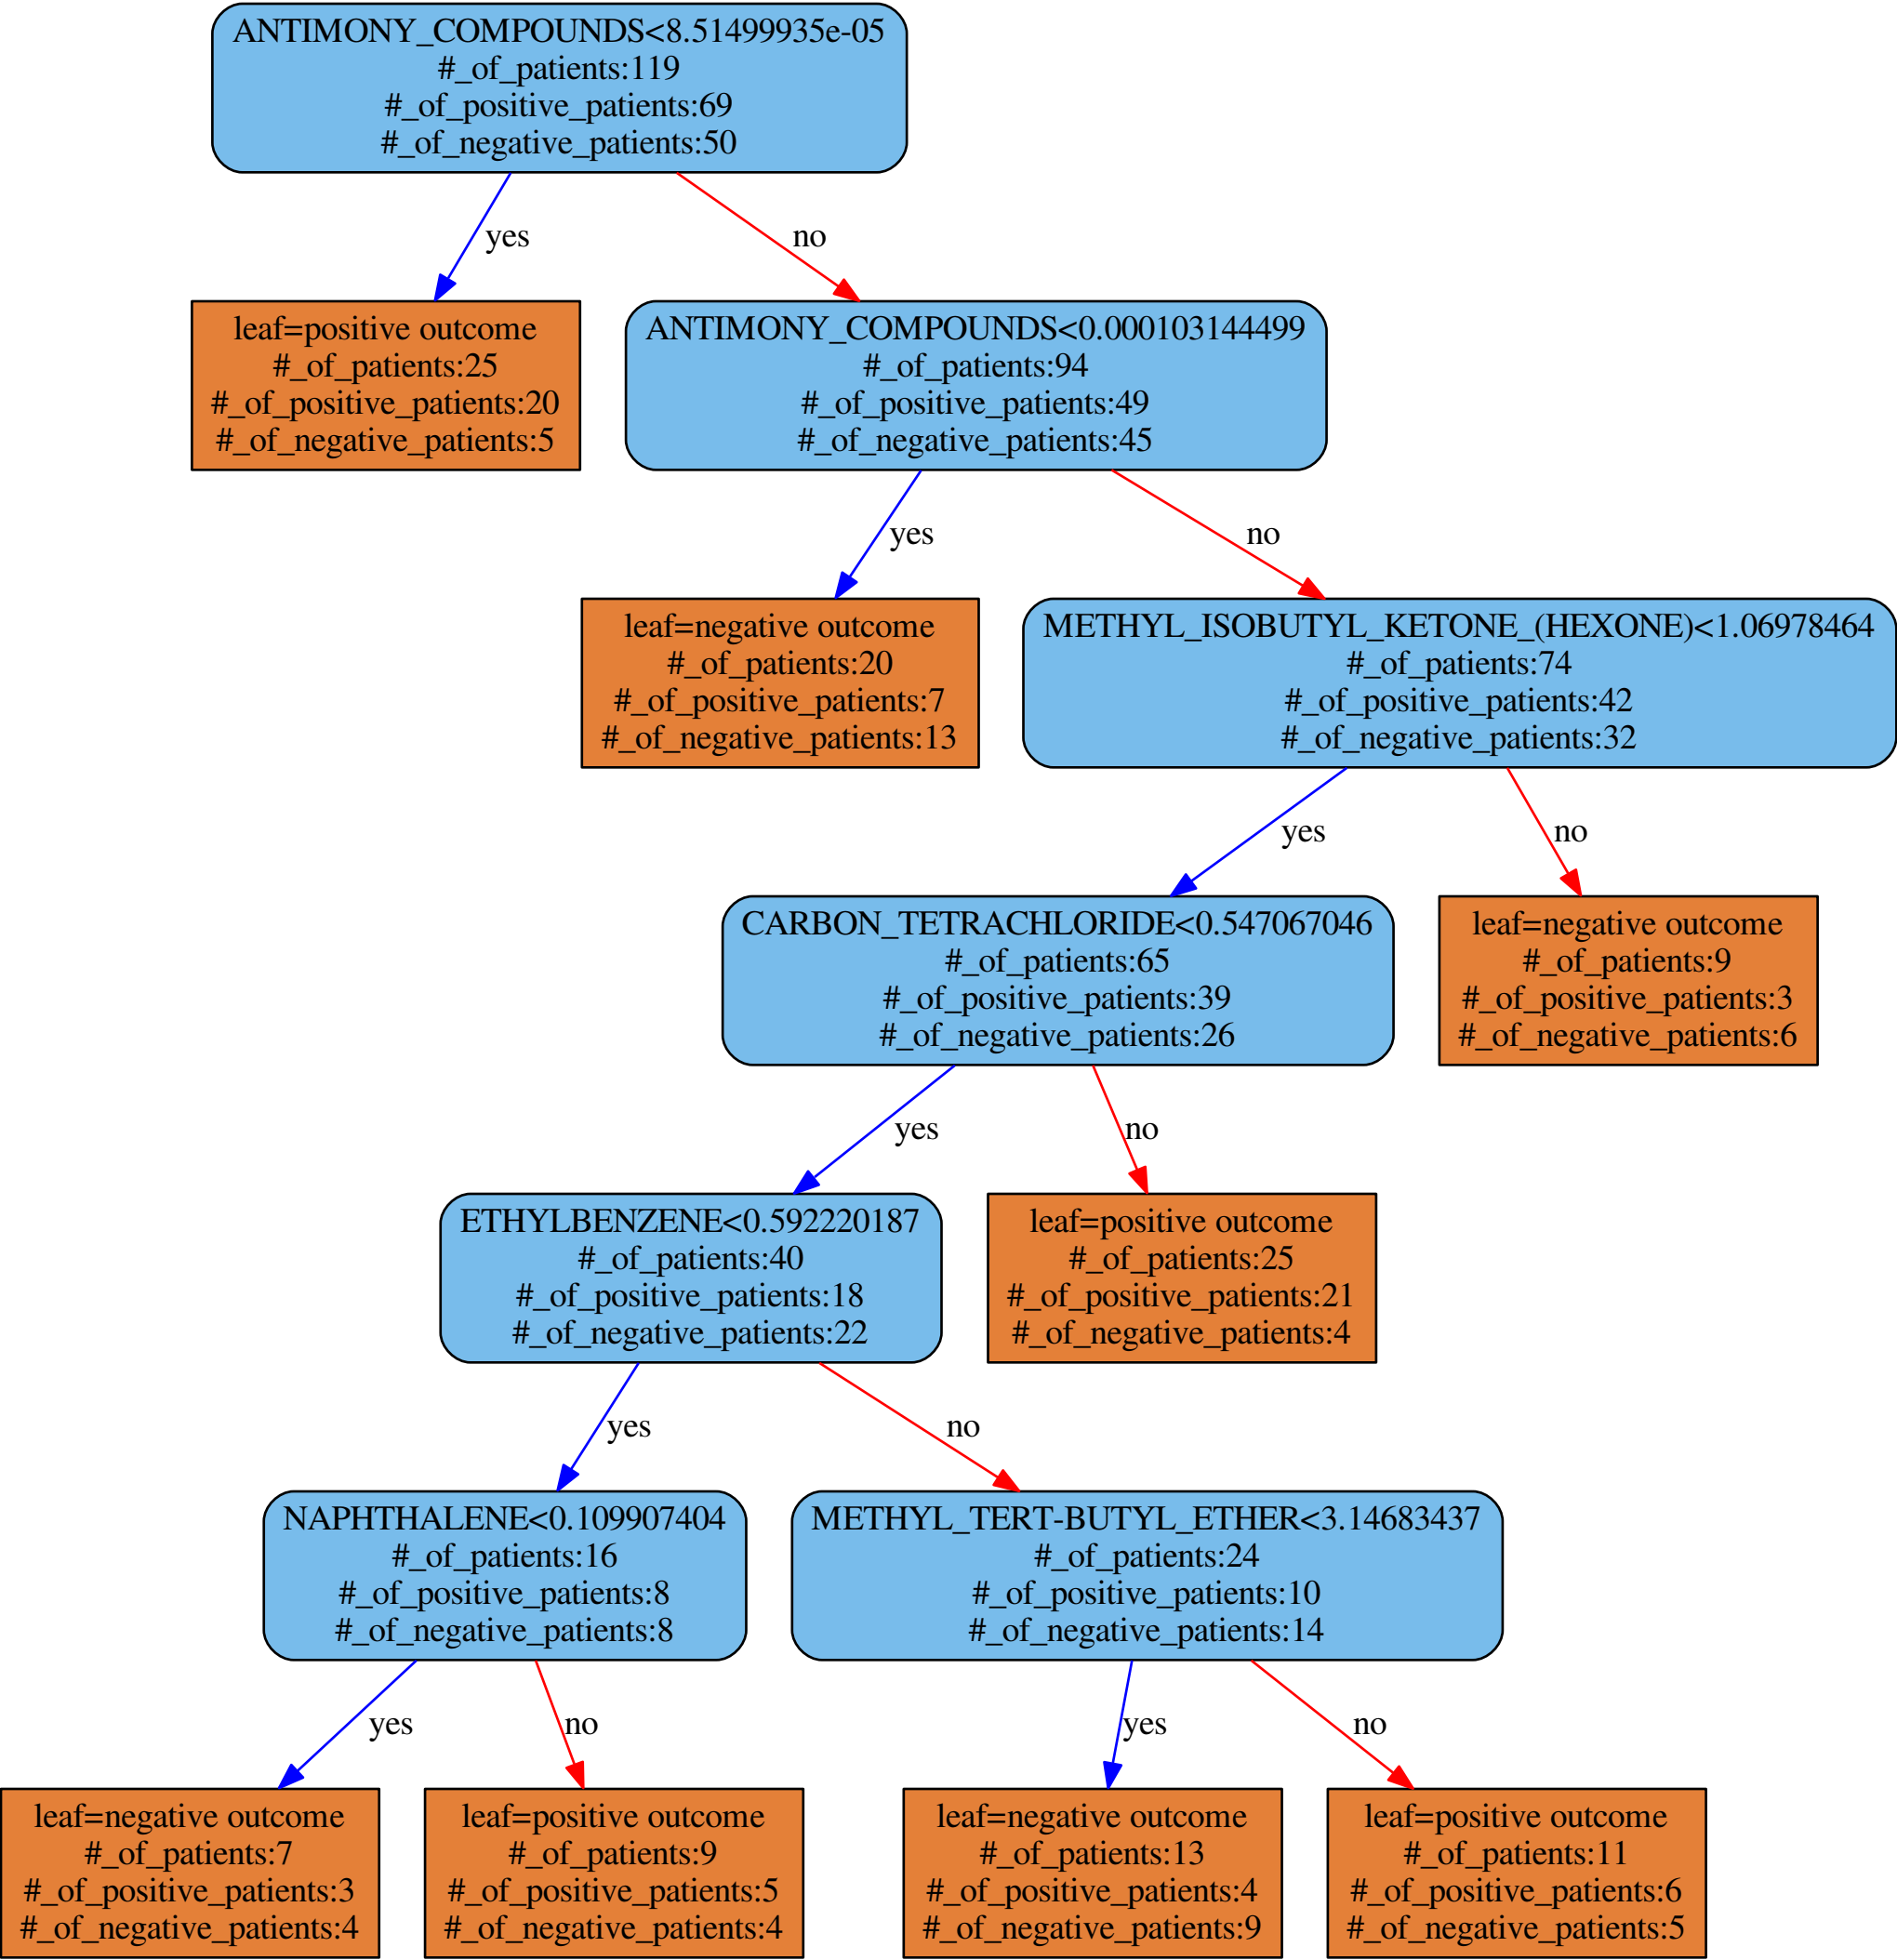 ANTIMONY_COMPOUNDS<8.51499935e-05
#_of_patients:119
#_of_positive_patients:69
#_of_negative_patients:50
yes
no
leaf=positive outcome
#_of_patients:25
#_of_positive_patients:20
#_of_negative_patients:5
ANTIMONY_COMPOUNDS<0.000103144499
#_of_patients:94
#_of_positive_patients:49
#_of_negative_patients:45
yes
no
leaf=negative outcome
#_of_patients:20
#_of_positive_patients:7
#_of_negative_patients:13
METHYL_ISOBUTYL_KETONE_(HEXONE)<1.06978464
#_of_patients:74
#_of_positive_patients:42
#_of_negative_patients:32
yes
no
CARBON_TETRACHLORIDE<0.547067046
#_of_patients:65
#_of_positive_patients:39
#_of_negative_patients:26
leaf=negative outcome
#_of_patients:9
#_of_positive_patients:3
#_of_negative_patients:6
yes
no
ETHYLBENZENE<0.592220187
#_of_patients:40
#_of_positive_patients:18
#_of_negative_patients:22
leaf=positive outcome
#_of_patients:25
#_of_positive_patients:21
#_of_negative_patients:4
yes
no
NAPHTHALENE<0.109907404
#_of_patients:16
#_of_positive_patients:8
#_of_negative_patients:8
METHYL_TERT-BUTYL_ETHER<3.14683437
#_of_patients:24
#_of_positive_patients:10
#_of_negative_patients:14
yes
no
yes
no
leaf=negative outcome
#_of_patients:7
#_of_positive_patients:3
#_of_negative_patients:4
leaf=positive outcome
#_of_patients:9
#_of_positive_patients:5
#_of_negative_patients:4
leaf=negative outcome
#_of_patients:13
#_of_positive_patients:4
#_of_negative_patients:9
leaf=positive outcome
#_of_patients:11
#_of_positive_patients:6
#_of_negative_patients:5